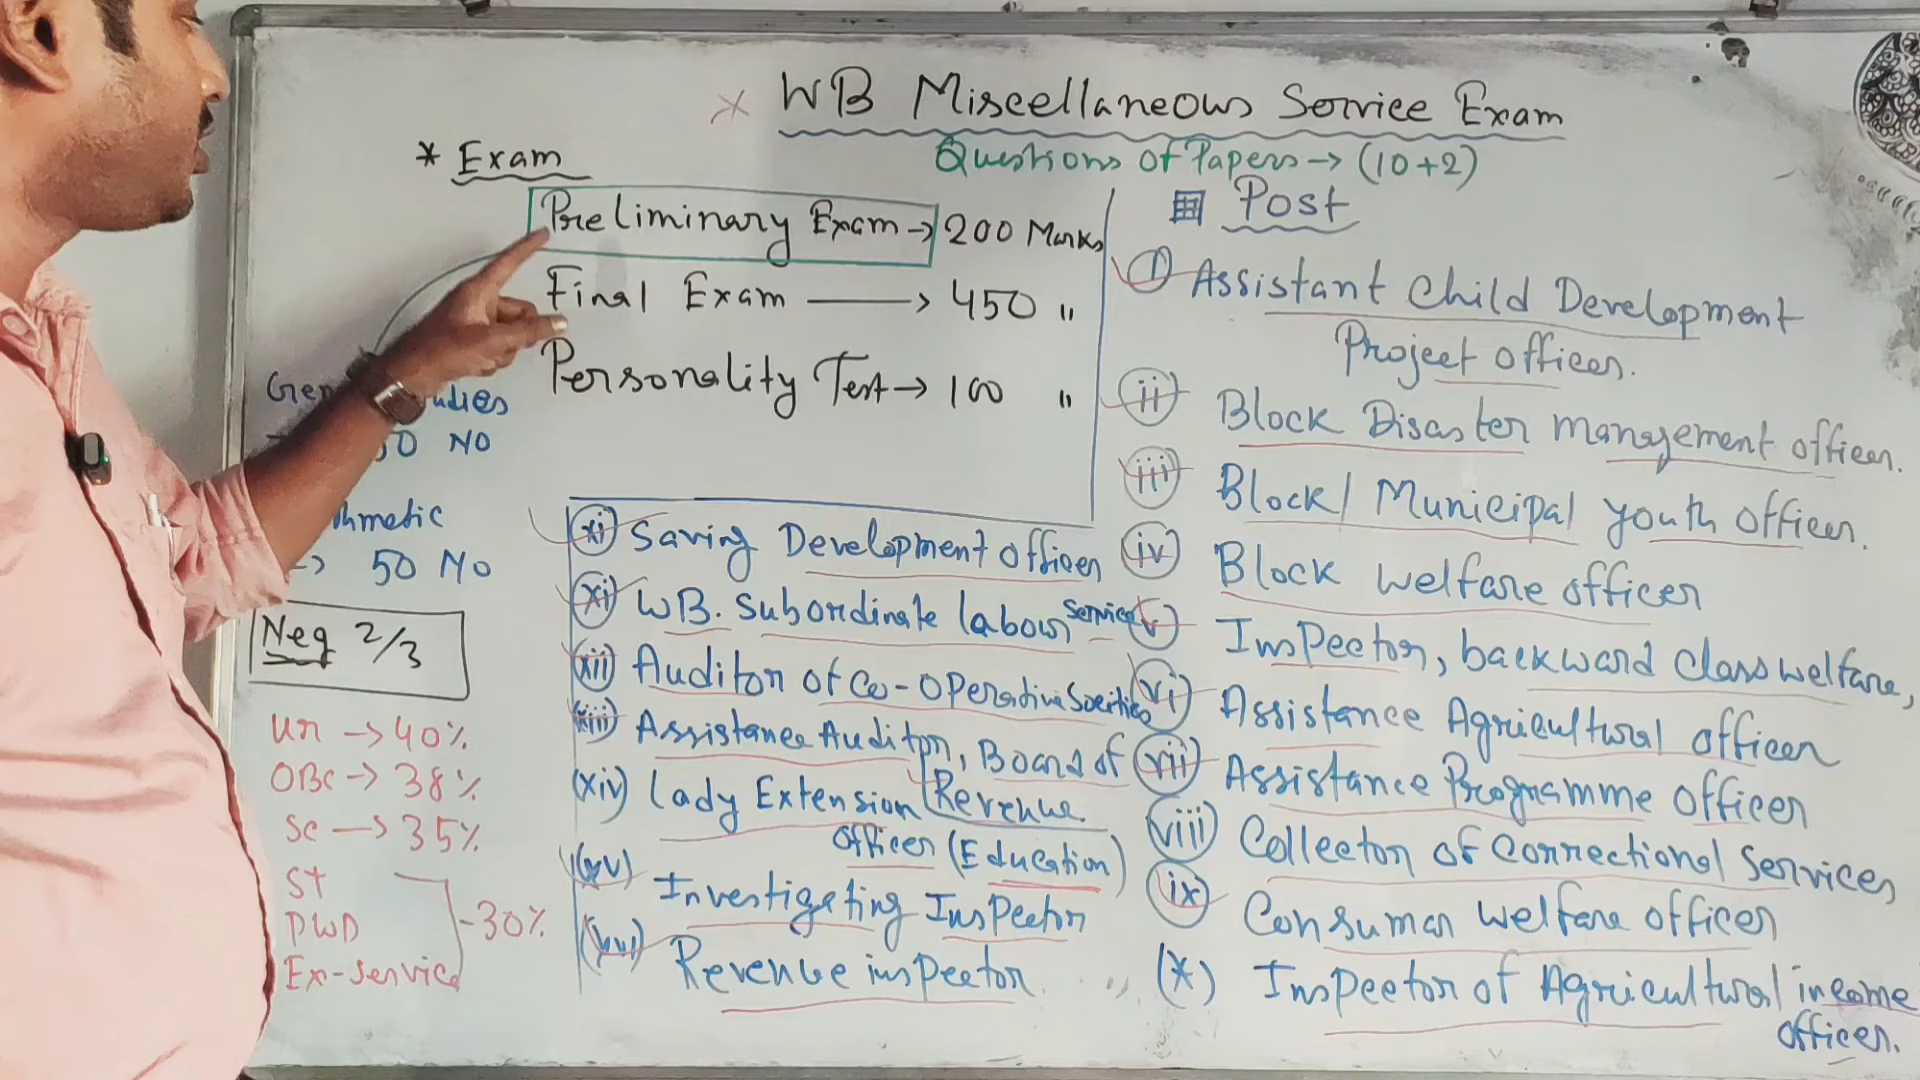 WB Miscellaneous Service Exam
Questions of Papers → (10+2)
* Exam
Preliminary Exam → 200 Marks
Final Exam → 450 "
Personality Test → 100 "
50 NO
→ 50 No
Neg 2/3
UR → 40%
OBC → 38%
SC → 35%
ST
PWD
Ex-service
- 30%
Post
(i) Assistant Child Development
Project officer.
(ii) Block Disaster management officer.
(iii) Block/Municipal youth officer.
(iv) Block welfare officer
(v) Inspector, backward class welfare,
(vi) Assistance Agricultural officer
(vii) Assistance Programme officer
(viii) Collector of correctional services,
(ix) Consumar welfare officer
(x) Inspector of Agricultural income
officer.
(xi) Saving Development officer
(xi) WB. Subordinate labour service
(xii) Auditor of Co-operative Societies
(xiii) Assistance Auditor, Board of
Revenue
(xiv) Lady Extension
officer (Education)
(xv) Investigating Inspector
(xvi) Revenue inspector